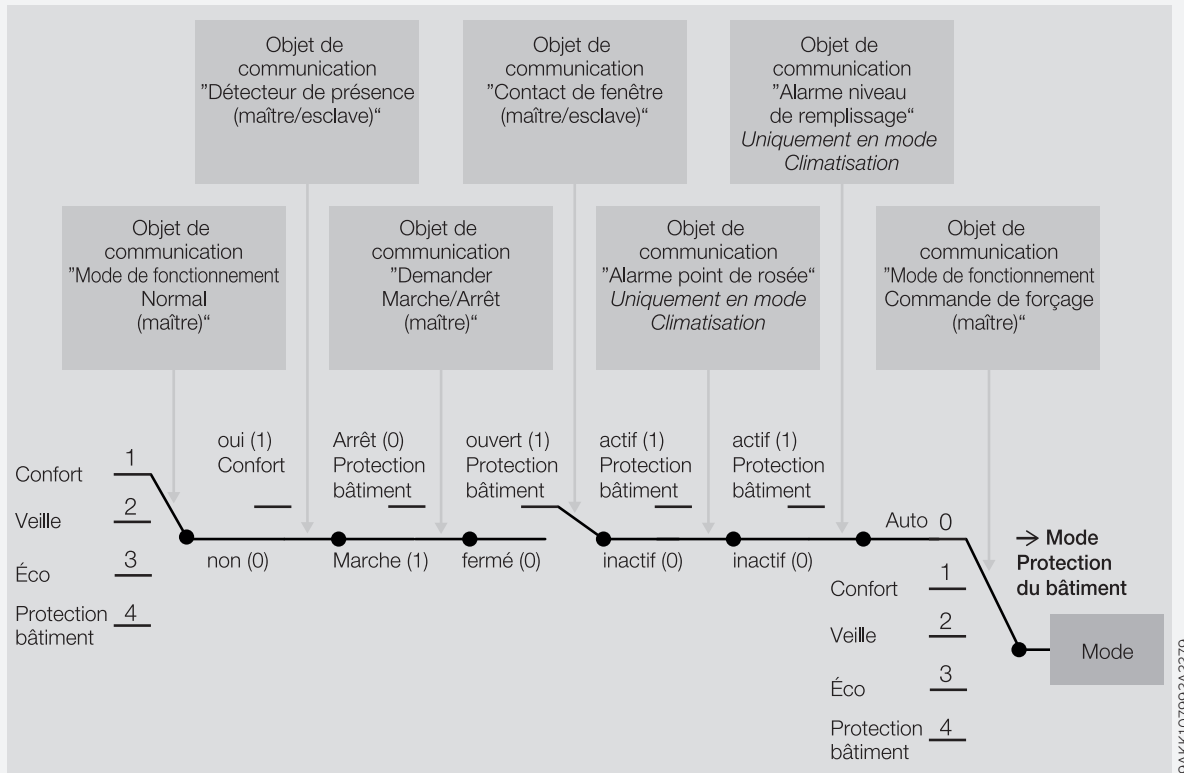 Objet de
communication
"Détecteur de présence
(maître/esclave)“
Objet de
communication
"Contact de fenêtre
(maître/esclave)“
Objet de
communication
"Alarme niveau
de remplissage“
Uniquement en mode
Climatisation
Objet de
communication
"Mode de fonctionnement
Normal
(maître)“
Objet de
communication
"Demander
Marche/Arrêt
(maître)“
Objet de
communication
"Alarme point de rosée“
Uniquement en mode
Climatisation
Objet de
communication
"Mode de fonctionnement
Commande de forçage
(maître)“
Confort 1
Veille 2
Éco 3
Protection 4
bâtiment
oui (1)
Confort
non (0)
Arrêt (0)
Protection
bâtiment
Marche (1)
ouvert (1)
Protection
bâtiment
fermé (0)
actif (1)
Protection
bâtiment
inactif (0)
actif (1)
Protection
bâtiment
inactif (0)
Auto 0
Confort 1
Veille 2
Éco 3
Protection 4
bâtiment
→ Mode
Protection
du bâtiment
Mode
9AKK107993A3279